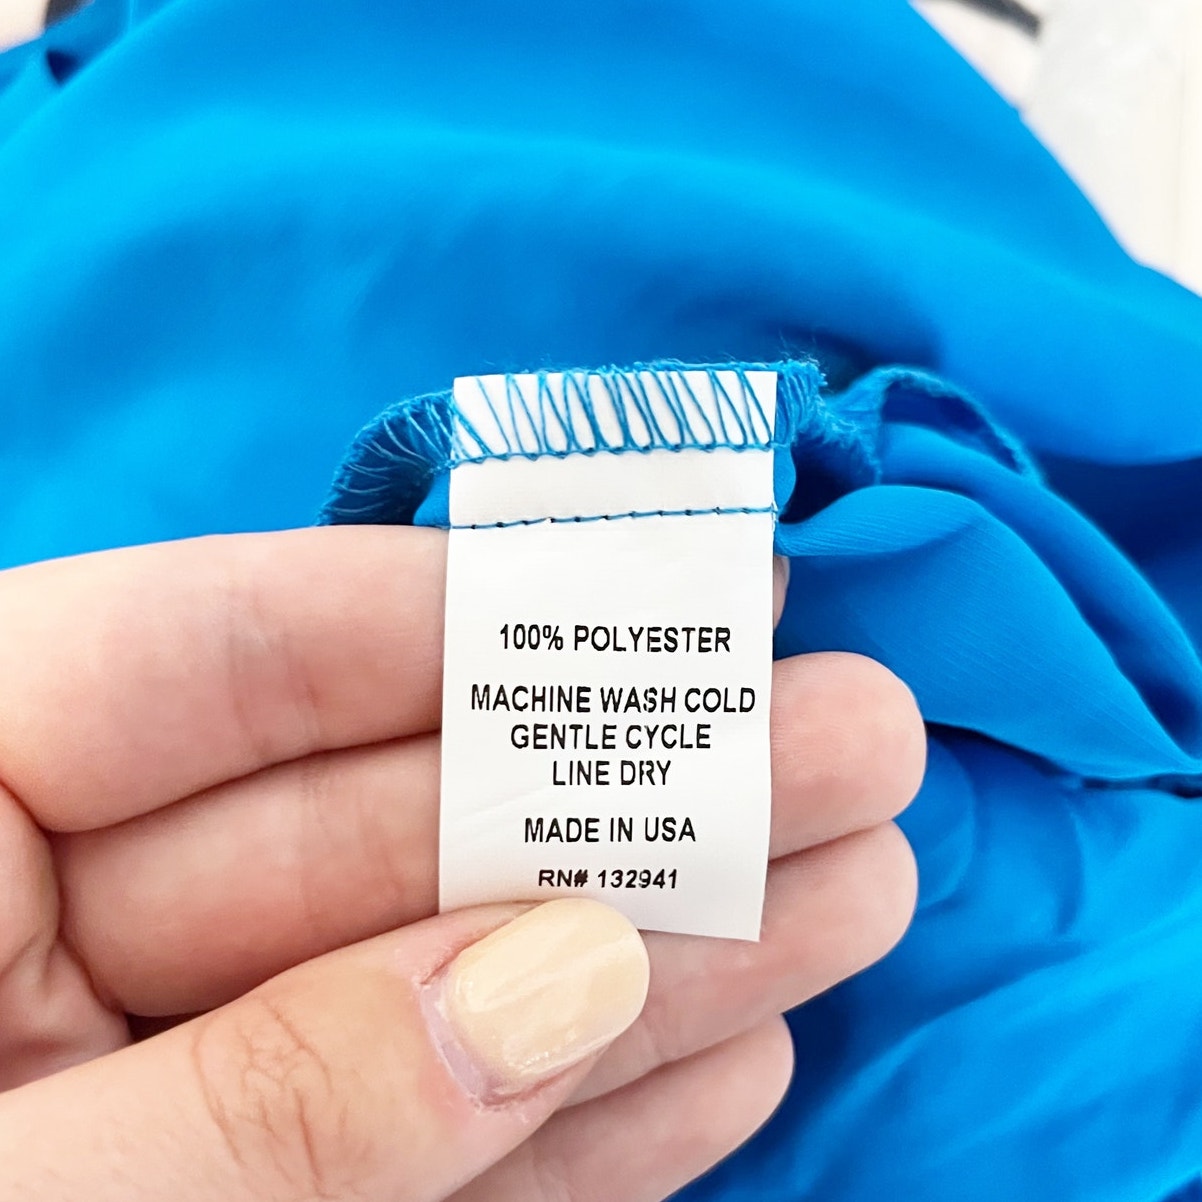 100% POLYESTER
MACHINE WASH COLD
GENTLE CYCLE
LINE DRY
MADE IN USA
RN# 132941